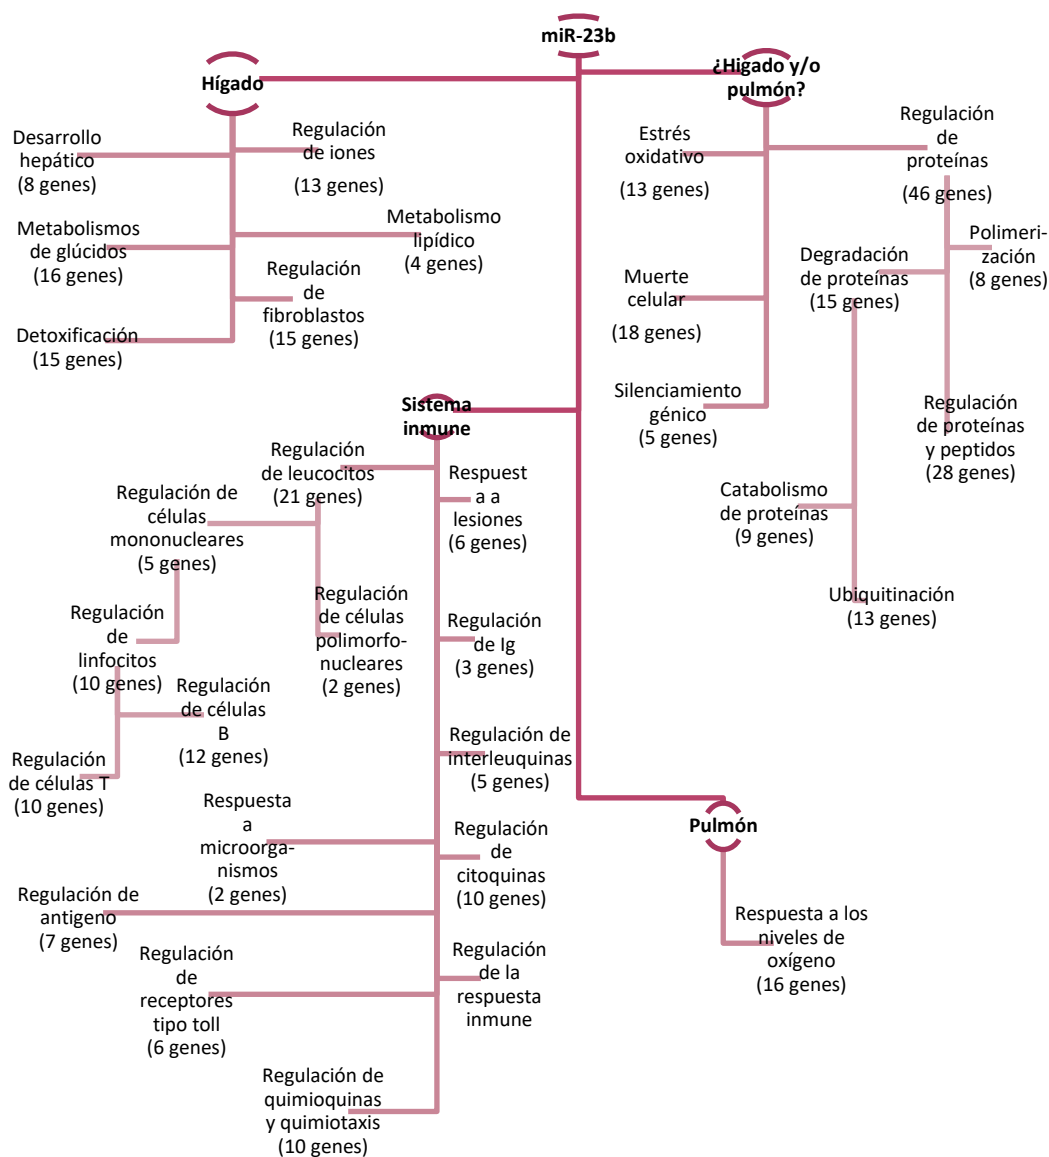 miR-23b
Hígado
Desarrollo
hepático
(8 genes)
Regulación
de iones
(13 genes)
Metabolismos
de glúcidos
(16 genes)
Metabolismo
lipídico
(4 genes)
Detoxificación
(15 genes)
Regulación
de
fibroblastos
(15 genes)
¿Higado y/o
pulmón?
Estrés
oxidativo
(13 genes)
Regulación
de
proteínas
(46 genes)
Polimeri-
zación
(8 genes)
Degradación
de proteínas
(15 genes)
Muerte
celular
(18 genes)
Silenciamiento
génico
(5 genes)
Regulación
de proteínas
y peptidos
(28 genes)
Catabolismo
de proteínas
(9 genes)
Ubiquitinación
(13 genes)
Sistema
inmune
Regulación
de leucocitos
(21 genes)
Respuest
a a
lesiones
(6 genes)
Regulación de
células
mononucleares
(5 genes)
Regulación
de células
polimorfo-
nucleares
(2 genes)
Regulación
de
linfocitos
(10 genes)
Regulación
de células
B
(12 genes)
Regulación
de células T
(10 genes)
Regulación
de Ig
(3 genes)
Regulación de
interleuquinas
(5 genes)
Respuesta
a
microorga-
nismos
(2 genes)
Regulación
de
citoquinas
(10 genes)
Regulación de
antigeno
(7 genes)
Regulación
de
receptores
tipo toll
(6 genes)
Regulación
de la
respuesta
inmune
Regulación de
quimioquinas
y quimiotaxis
(10 genes)
Pulmón
Respuesta a los
niveles de
oxígeno
(16 genes)